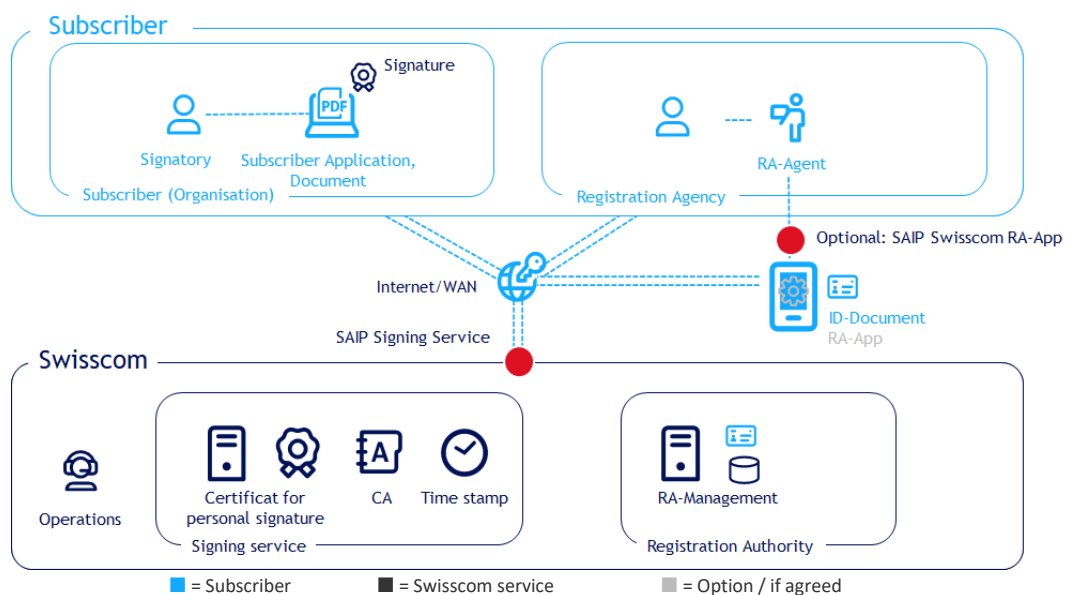 Subscriber
Signature
PDF
Signatory
Subscriber Application,
Document
Subscriber (Organisation)
RA-Agent
Registration Agency
Optional: SAIP Swisscom RA-App
Internet/WAN
ID-Document
RA-App
SAIP Signing Service
Swisscom
Operations
A
Certificat for
personal signature
CA
Time stamp
Signing service
RA-Management
Registration Authority
= Subscriber
= Swisscom service
= Option / if agreed